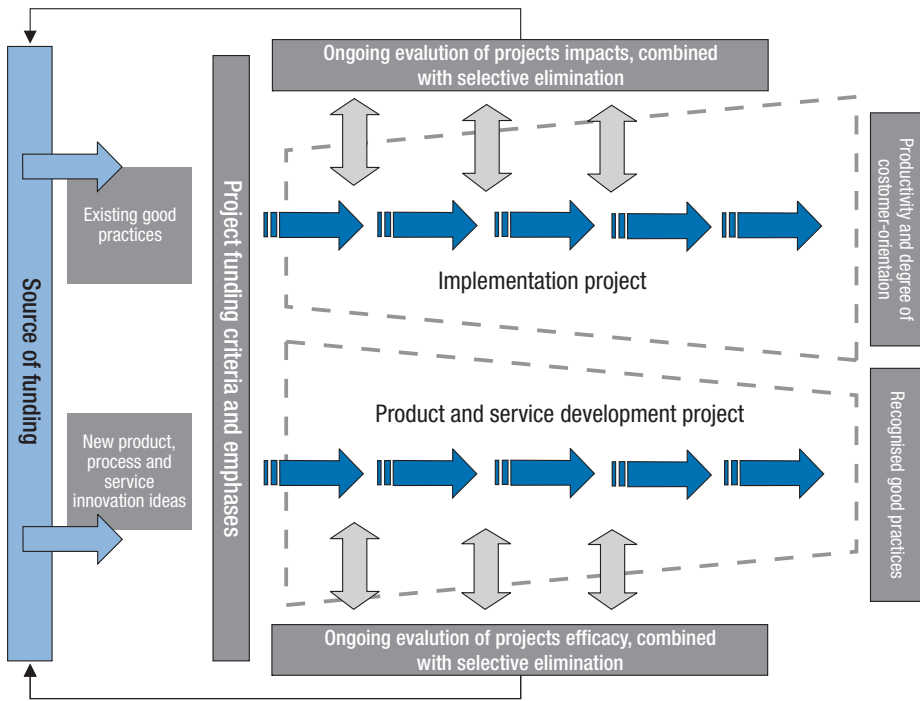 Ongoing evalution of projects impacts, combined
with selective elimination
Source of funding
Existing good
practices
New product,
process and
service
innovation ideas
Project funding criteria and emphases
Implementation project
Product and service development project
Productivity and degree of
costomer-orientaion
Recognised good practices
Ongoing evalution of projects efficacy, combined
with selective elimination